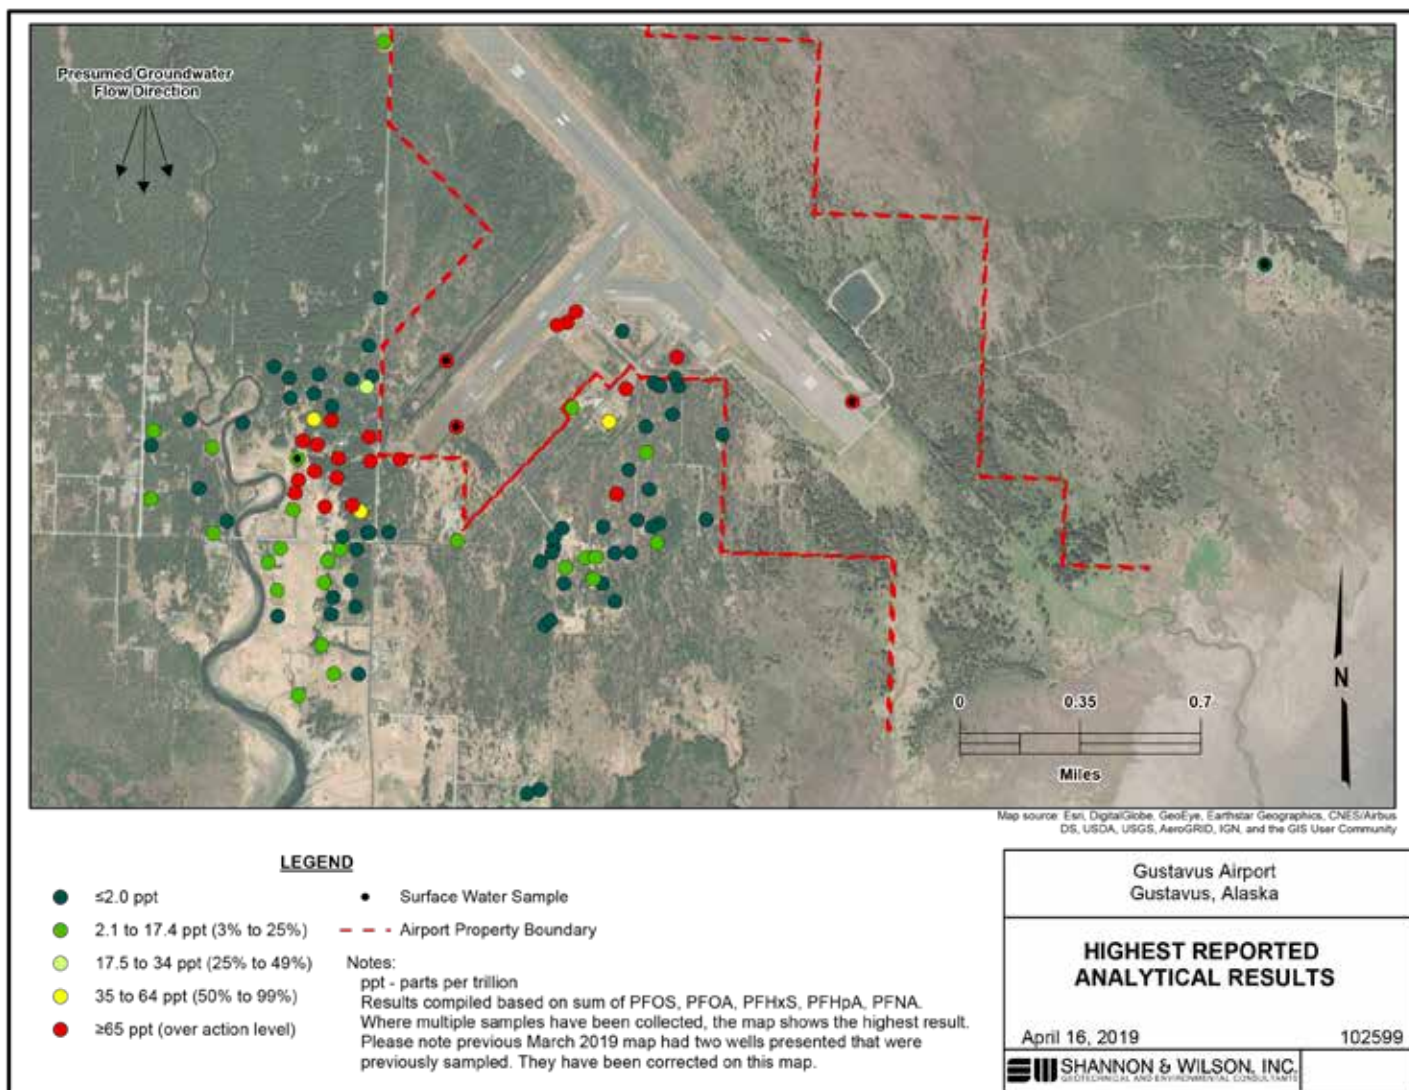 Presumed Groundwater
Flow Direction
N
0 0.35 0.7
Miles
Map source: Esri, DigitalGlobe, GeoEye, Earthstar Geographics, CNES/Airbus
DS, USDA, USGS, AeroGRID, IGN, and the GIS User Community
LEGEND
≤2.0 ppt
2.1 to 17.4 ppt (3% to 25%)
17.5 to 34 ppt (25% to 49%)
35 to 64 ppt (50% to 99%)
≥65 ppt (over action level)
Surface Water Sample
Airport Property Boundary
Notes:
ppt - parts per trillion
Results compiled based on sum of PFOS, PFOA, PFHxS, PFHpA, PFNA.
Where multiple samples have been collected, the map shows the highest result.
Please note previous March 2019 map had two wells presented that were
previously sampled. They have been corrected on this map.
Gustavus Airport
Gustavus, Alaska
HIGHEST REPORTED
ANALYTICAL RESULTS
April 16, 2019 102599
SHANNON & WILSON, INC.
GEOTECHNICAL AND ENVIRONMENTAL CONSULTANTS